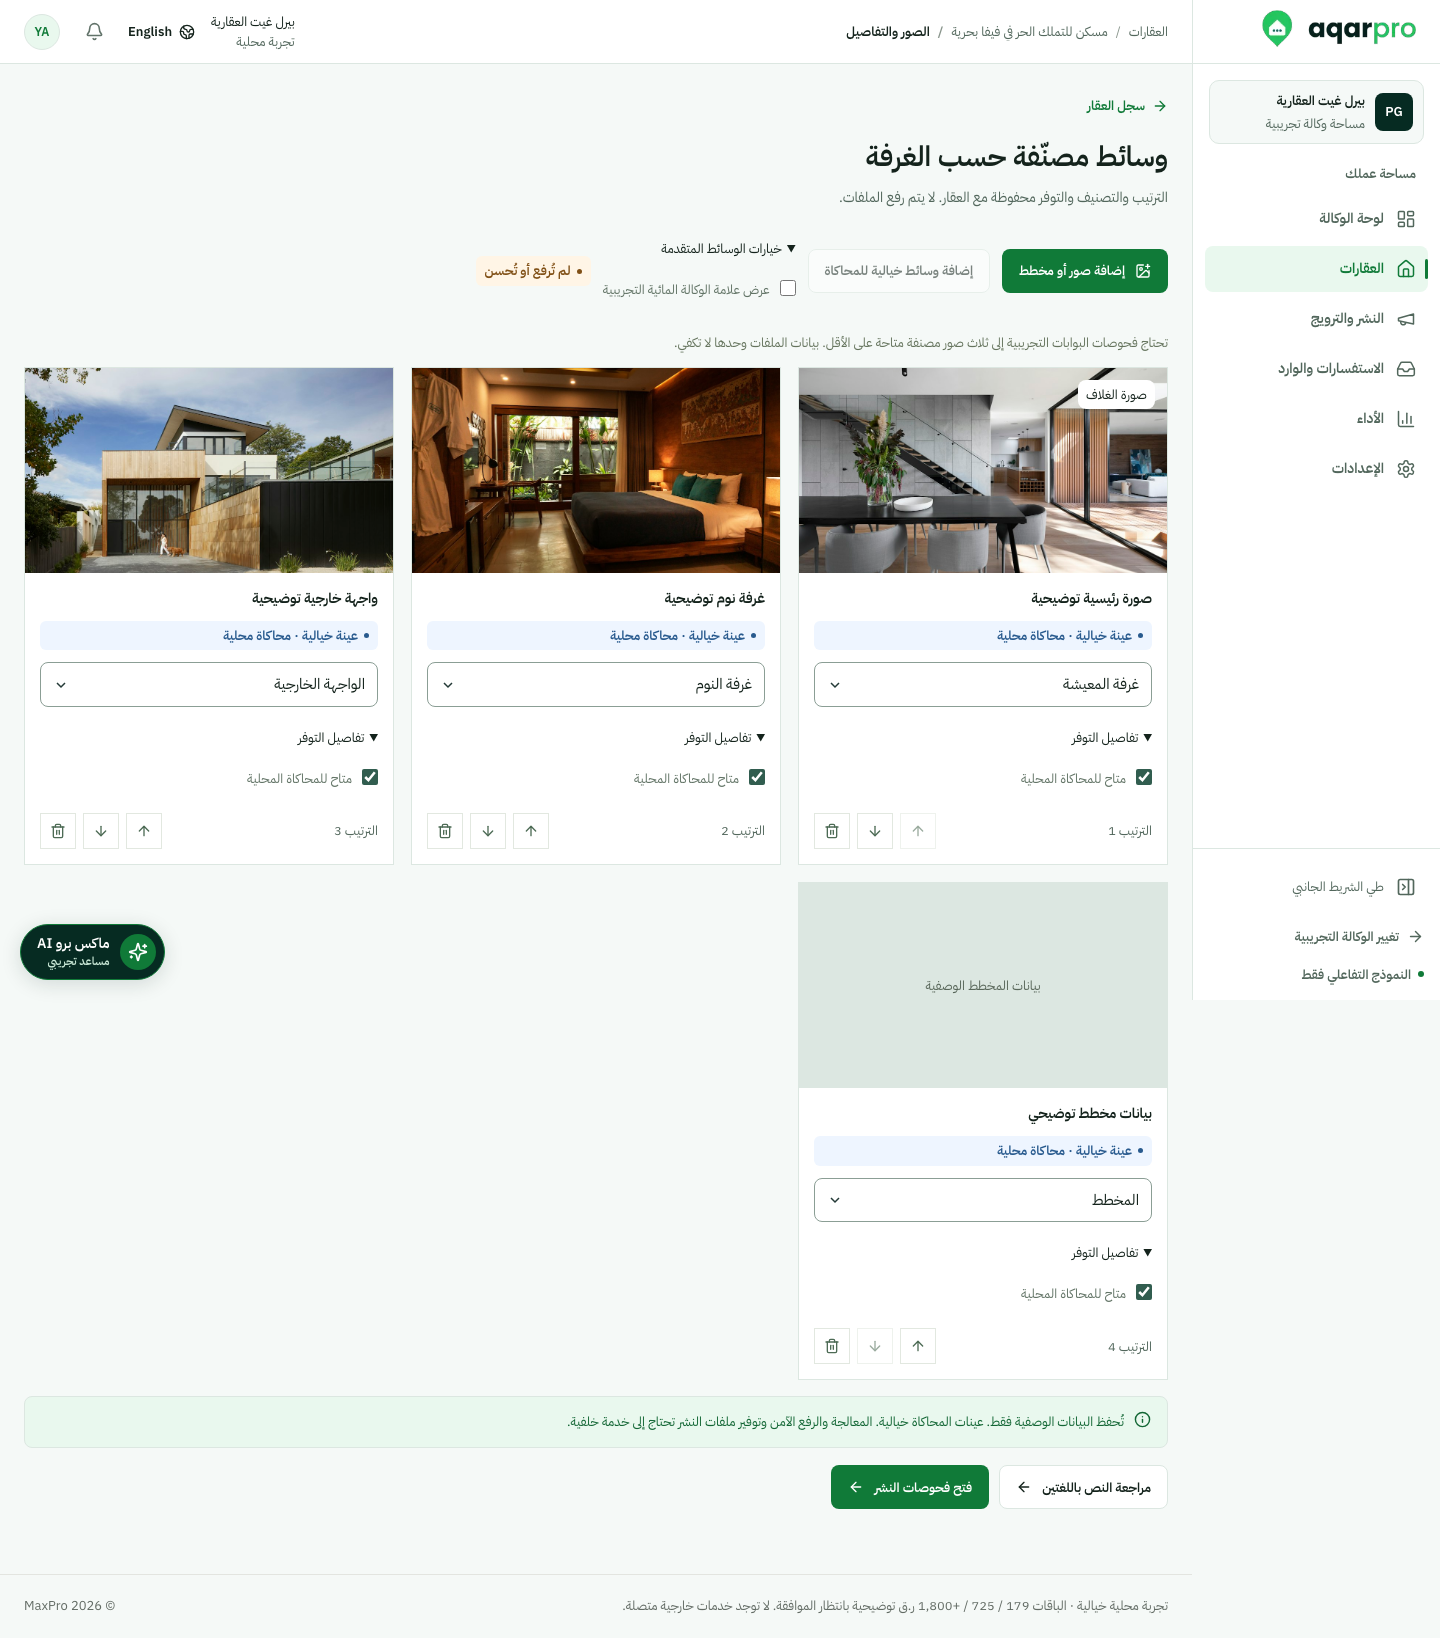 aqarpro
PG
بيرل غيت العقارية
مساحة وكالة تجريبية
مساحة عملك
لوحة الوكالة
العقارات
النشر والترويج
الاستفسارات والوارد
الأداء
الإعدادات
طي الشريط الجانبي
تغيير الوكالة التجريبية
النموذج التفاعلي فقط
العقارات / مسكن للتملك الحر في فيفا بحرية / الصور والتفاصيل
بيرل غيت العقارية
تجربة محلية
English
YA
سجل العقار
وسائط مصنّفة حسب الغرفة
الترتيب والتصنيف والتوفر محفوظة مع العقار. لا يتم رفع الملفات.
إضافة صور أو مخطط
إضافة وسائط خيالية للمحاكاة
خيارات الوسائط المتقدمة
عرض علامة الوكالة المائية التجريبية
لم تُرفع أو تُحسن
تحتاج فحوصات البوابات التجريبية إلى ثلاث صور مصنفة متاحة على الأقل. بيانات الملفات وحدها لا تكفي.
صورة الغلاف
صورة رئيسية توضيحية
عينة خيالية · محاكاة محلية
غرفة المعيشة
تفاصيل التوفر
متاح للمحاكاة المحلية
الترتيب 1
غرفة نوم توضيحية
عينة خيالية · محاكاة محلية
غرفة النوم
تفاصيل التوفر
متاح للمحاكاة المحلية
الترتيب 2
واجهة خارجية توضيحية
عينة خيالية · محاكاة محلية
الواجهة الخارجية
تفاصيل التوفر
متاح للمحاكاة المحلية
الترتيب 3
بيانات المخطط الوصفية
بيانات مخطط توضيحي
عينة خيالية · محاكاة محلية
المخطط
تفاصيل التوفر
متاح للمحاكاة المحلية
الترتيب 4
ماكس برو AI
مساعد تجريبي
تُحفظ البيانات الوصفية فقط. عينات المحاكاة خيالية. المعالجة والرفع الآمن وتوفير ملفات النشر تحتاج إلى خدمة خلفية.
مراجعة النص باللغتين
فتح فحوصات النشر
تجربة محلية خيالية · الباقات 179 / 725 / +1,800 ر.ق توضيحية بانتظار الموافقة. لا توجد خدمات خارجية متصلة.
© 2026 MaxPro